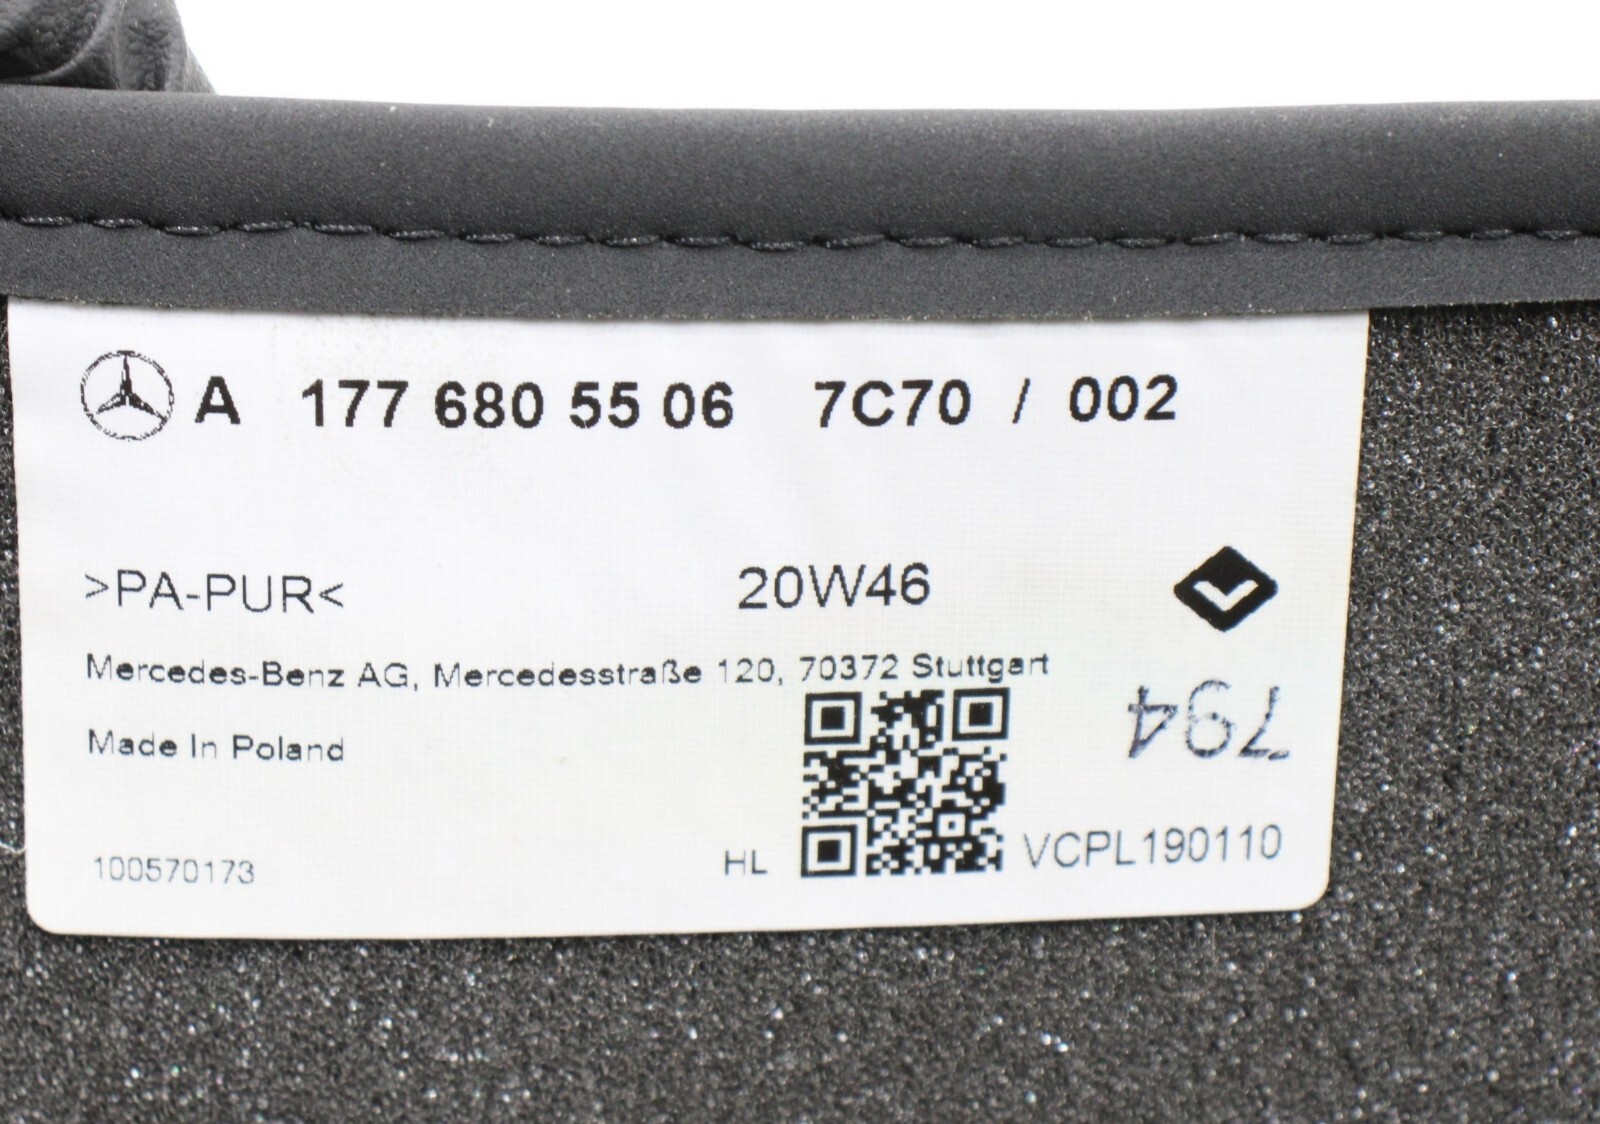 A 177 680 55 06 7C70 / 002
>PA-PUR< 20W46
Mercedes-Benz AG, Mercedesstraße 120, 70372 Stuttgart
794
Made In Poland
100570173 HL VCPL190110